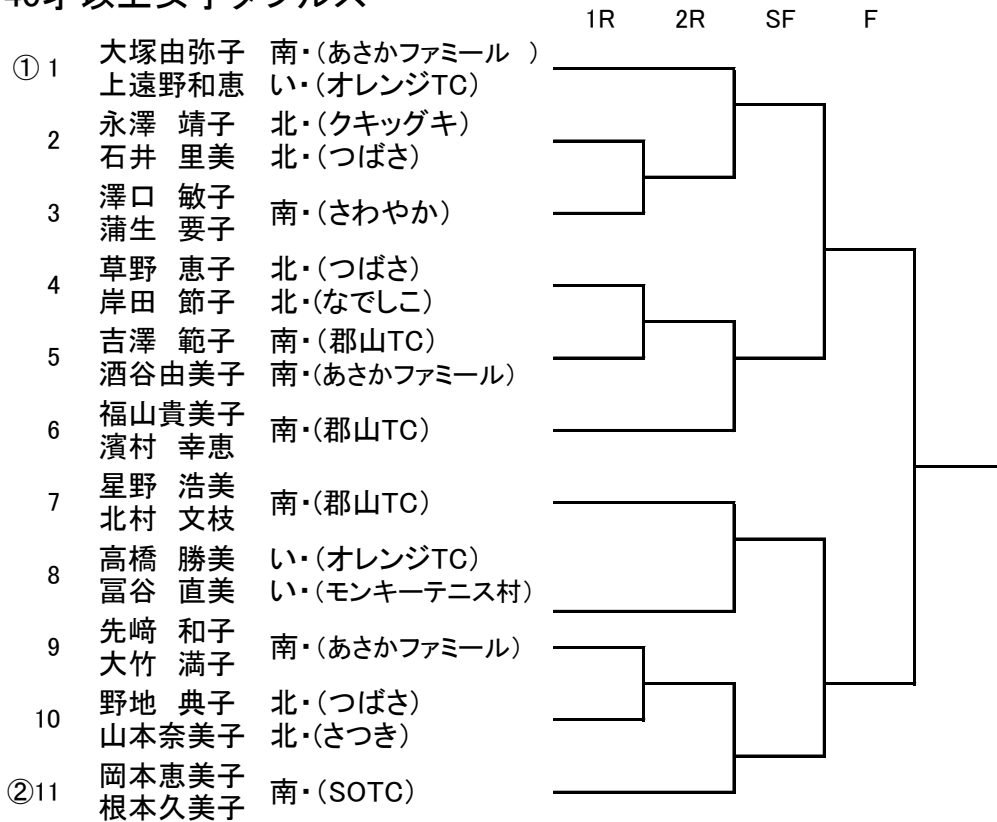 1R 2R SF F
① 1 大塚由弥子 南・(あさかファミール )
上遠野和恵 い・(オレンジTC)
2 永澤 靖子 北・(クキッグキ)
石井 里美 北・(つばさ)
3 澤口 敏子 南・(さわやか)
蒲生 要子
4 草野 恵子 北・(つばさ)
岸田 節子 北・(なでしこ)
5 吉澤 範子 南・(郡山TC)
酒谷由美子 南・(あさかファミール)
6 福山貴美子 南・(郡山TC)
濱村 幸恵
7 星野 浩美 南・(郡山TC)
北村 文枝
8 高橋 勝美 い・(オレンジTC)
冨谷 直美 い・(モンキーテニス村)
9 先﨑 和子 南・(あさかファミール)
大竹 満子
10 野地 典子 北・(つばさ)
山本奈美子 北・(さつき)
②11 岡本恵美子 南・(SOTC)
根本久美子